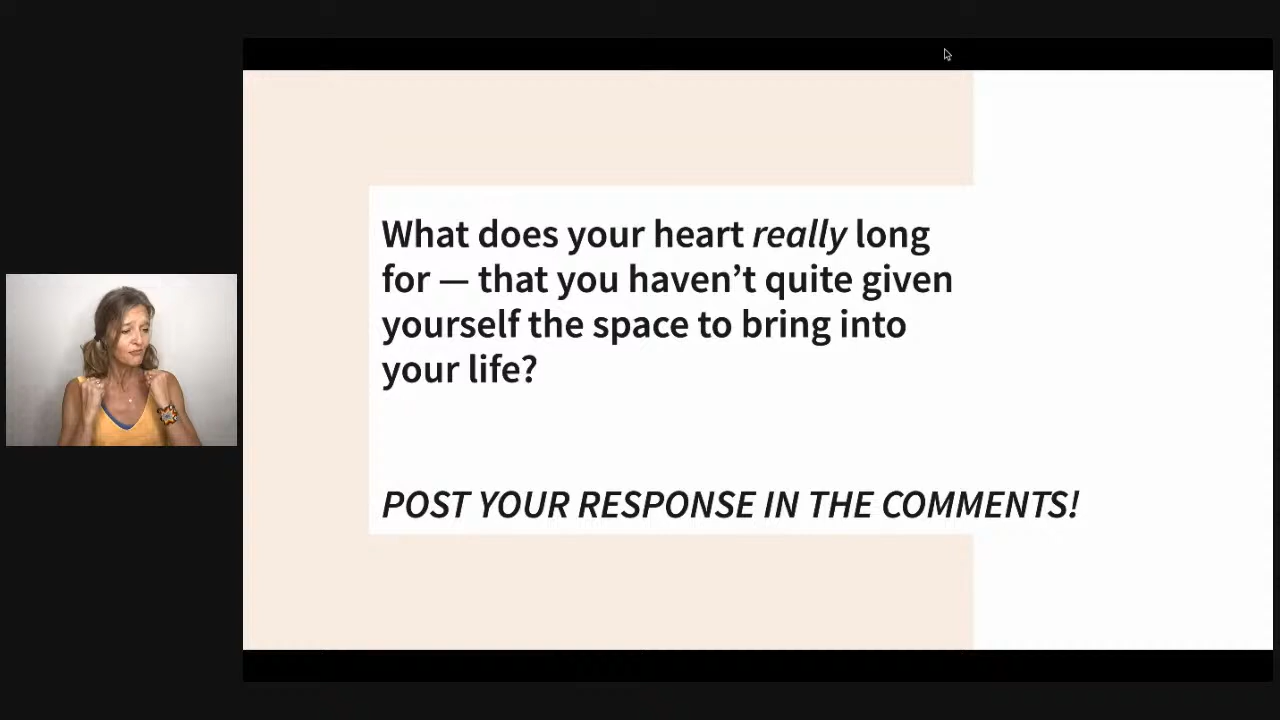 What does your heart really long
for — that you haven’t quite given
yourself the space to bring into
your life?
POST YOUR RESPONSE IN THE COMMENTS!